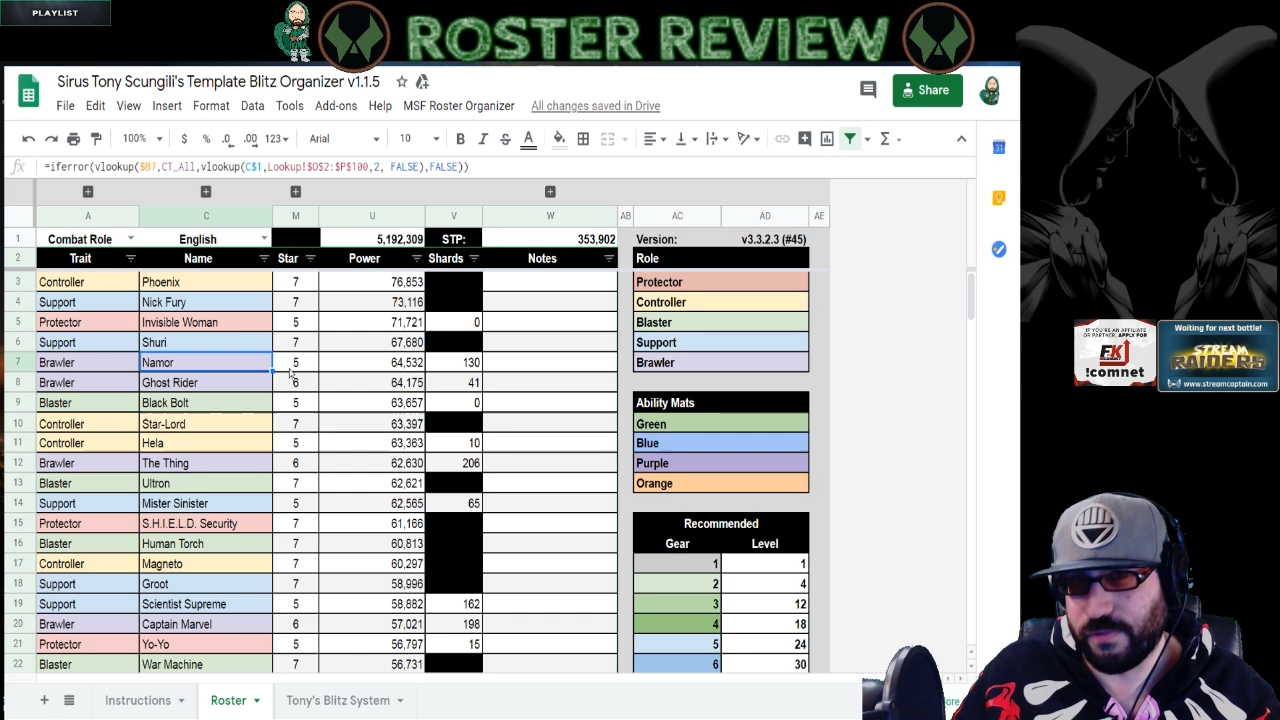 PLAYLIST
ROSTER REVIEW
Sirus Tony Scungili's Template Blitz Organizer v1.1.5
File Edit View Insert Format Data Tools Add-ons Help MSF Roster Organizer All changes saved in Drive
Share
100% $ % .0 .00 123 Arial 10 B I S A
fx =iferror(vlookup($B7,CT_All,vlookup(C$1,Lookup!$O$2:$P$100,2, FALSE),FALSE))
A C M U V W AB AC AD AE
1 Combat Role English 5,192,309 STP: 353,902 Version: v3.3.2.3 (#45)
2 Trait Name Star Power Shards Notes Role
3 Controller Phoenix 7 76,853 Protector
4 Support Nick Fury 7 73,116 Controller
5 Protector Invisible Woman 5 71,721 0 Blaster
6 Support Shuri 7 67,680 Support
7 Brawler Namor 5 64,532 130 Brawler
8 Brawler Ghost Rider 6 64,175 41
9 Blaster Black Bolt 5 63,657 0 Ability Mats
10 Controller Star-Lord 7 63,397 Green
11 Controller Hela 5 63,363 10 Blue
12 Brawler The Thing 6 62,630 206 Purple
13 Blaster Ultron 7 62,621 Orange
14 Support Mister Sinister 5 62,565 65
15 Protector S.H.I.E.L.D. Security 7 61,166 Recommended
16 Blaster Human Torch 7 60,813 Gear Level
17 Controller Magneto 7 60,297 1 1
18 Support Groot 7 58,996 2 4
19 Support Scientist Supreme 5 58,882 162 3 12
20 Brawler Captain Marvel 6 57,021 198 4 18
21 Protector Yo-Yo 5 56,797 15 5 24
22 Blaster War Machine 7 56,731 6 30
Instructions Roster Tony's Blitz System
31
IF YOU'RE AN AFFILIATE
OR PARTNER, APPLY FOR
!comnet
Waiting for next battle!
STREAM
RAIDERS
www.streamcaptain.com